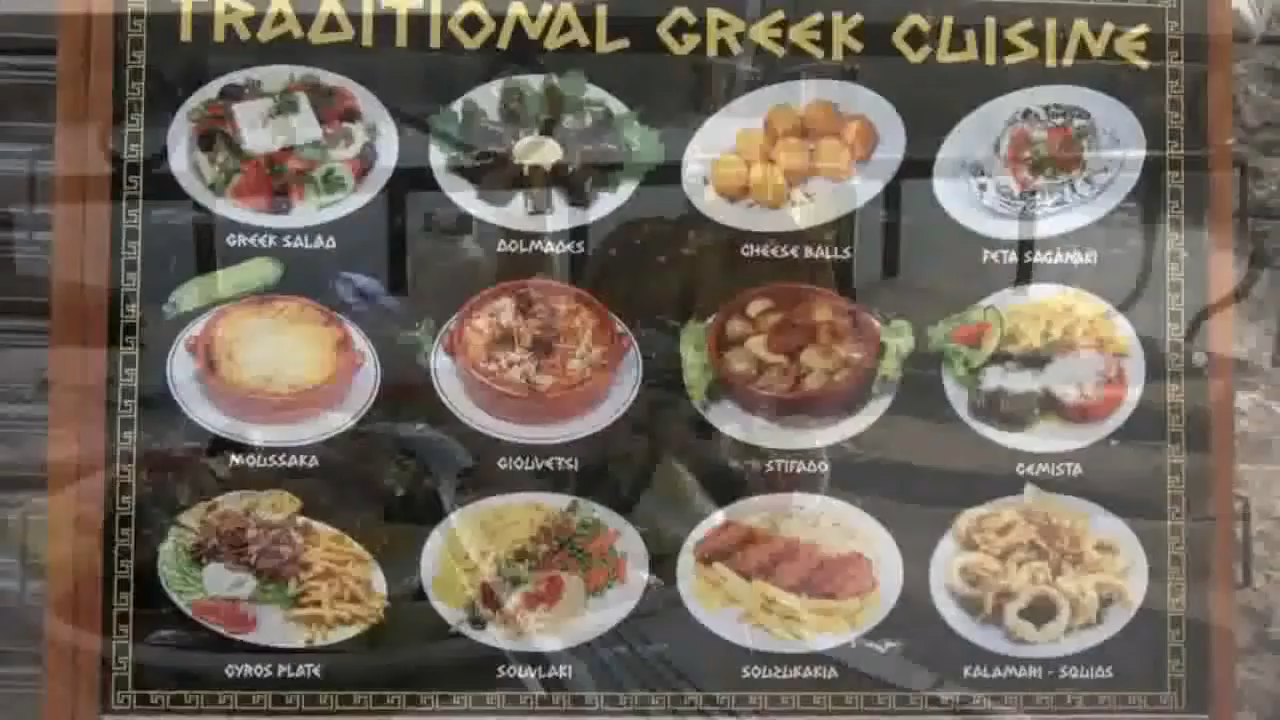 TRADITIONAL GREEK CUISINE
GREEK SALAD
DOLMADES
CHEESE BALLS
FETA SAGANAKI
MOUSSAKA
GIOUVETSI
STIFADO
GEMISTA
GYROS PLATE
SOUVLAKI
SOUZUKAKIA
KALAMARI - SQUIDS